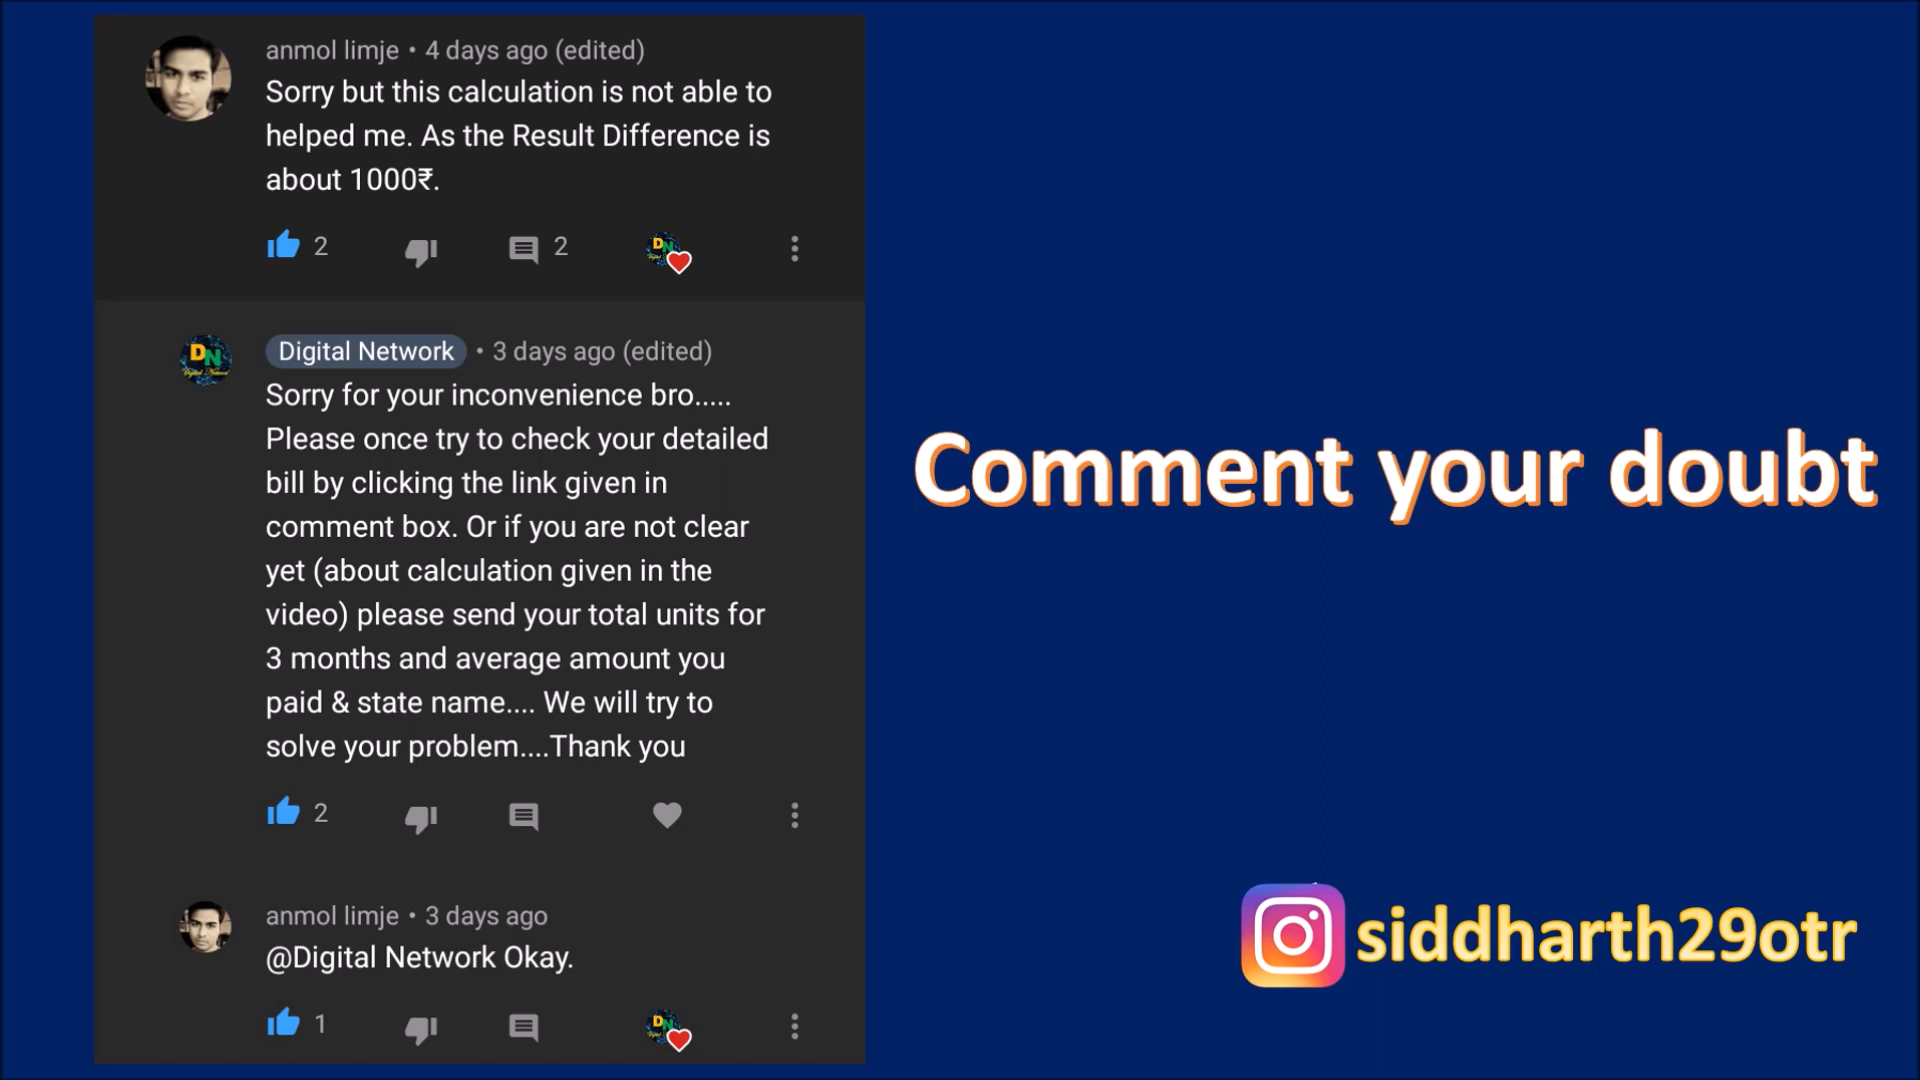 anmol limje • 4 days ago (edited)
Sorry but this calculation is not able to
helped me. As the Result Difference is
about 1000₹.
2
2
DN
Digital Network • 3 days ago (edited)
DN
Sorry for your inconvenience bro.....
Please once try to check your detailed
bill by clicking the link given in
comment box. Or if you are not clear
yet (about calculation given in the
video) please send your total units for
3 months and average amount you
paid & state name.... We will try to
solve your problem....Thank you
2
anmol limje • 3 days ago
@Digital Network Okay.
1
DN
Comment your doubt
siddharth29otr